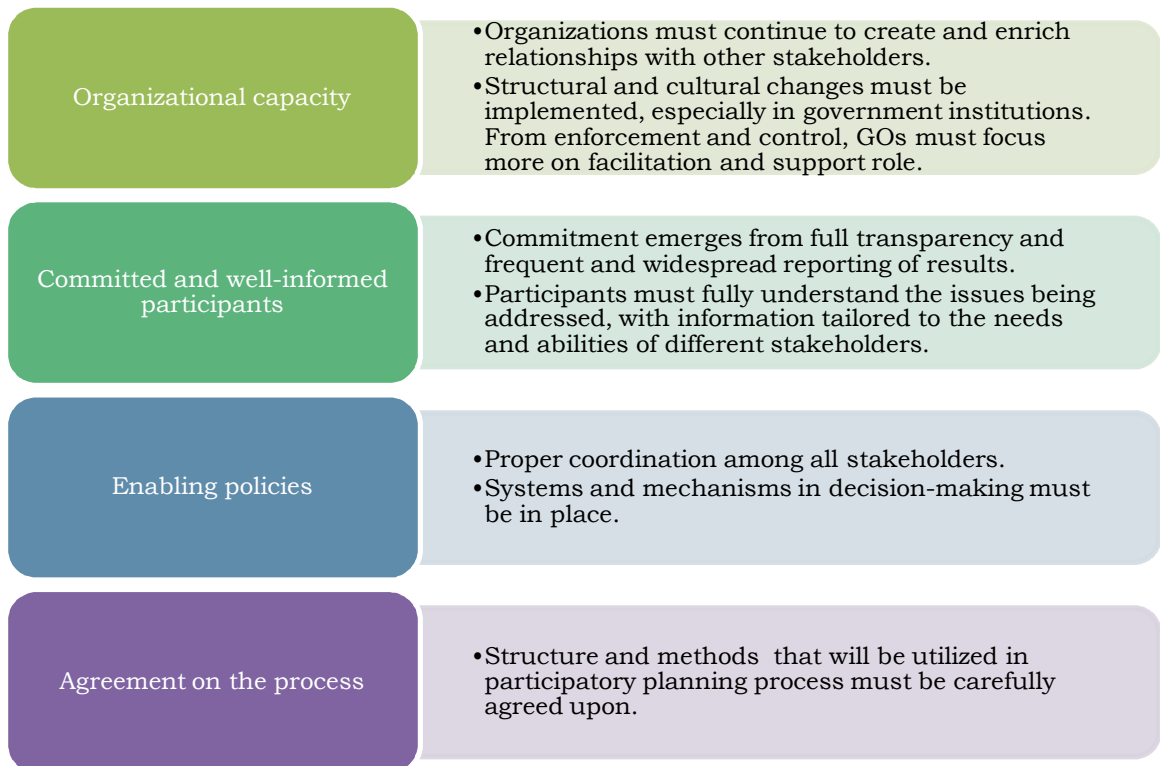 Organizational capacity
•Organizations must continue to create and enrich
relationships with other stakeholders.
•Structural and cultural changes must be
implemented, especially in government institutions.
From enforcement and control, GOs must focus
more on facilitation and support role.
Committed and well-informed
participants
•Commitment emerges from full transparency and
frequent and widespread reporting of results.
•Participants must fully understand the issues being
addressed, with information tailored to the needs
and abilities of different stakeholders.
Enabling policies
•Proper coordination among all stakeholders.
•Systems and mechanisms in decision-making must
be in place.
Agreement on the process
•Structure and methods  that will be utilized in
participatory planning process must be carefully
agreed upon.